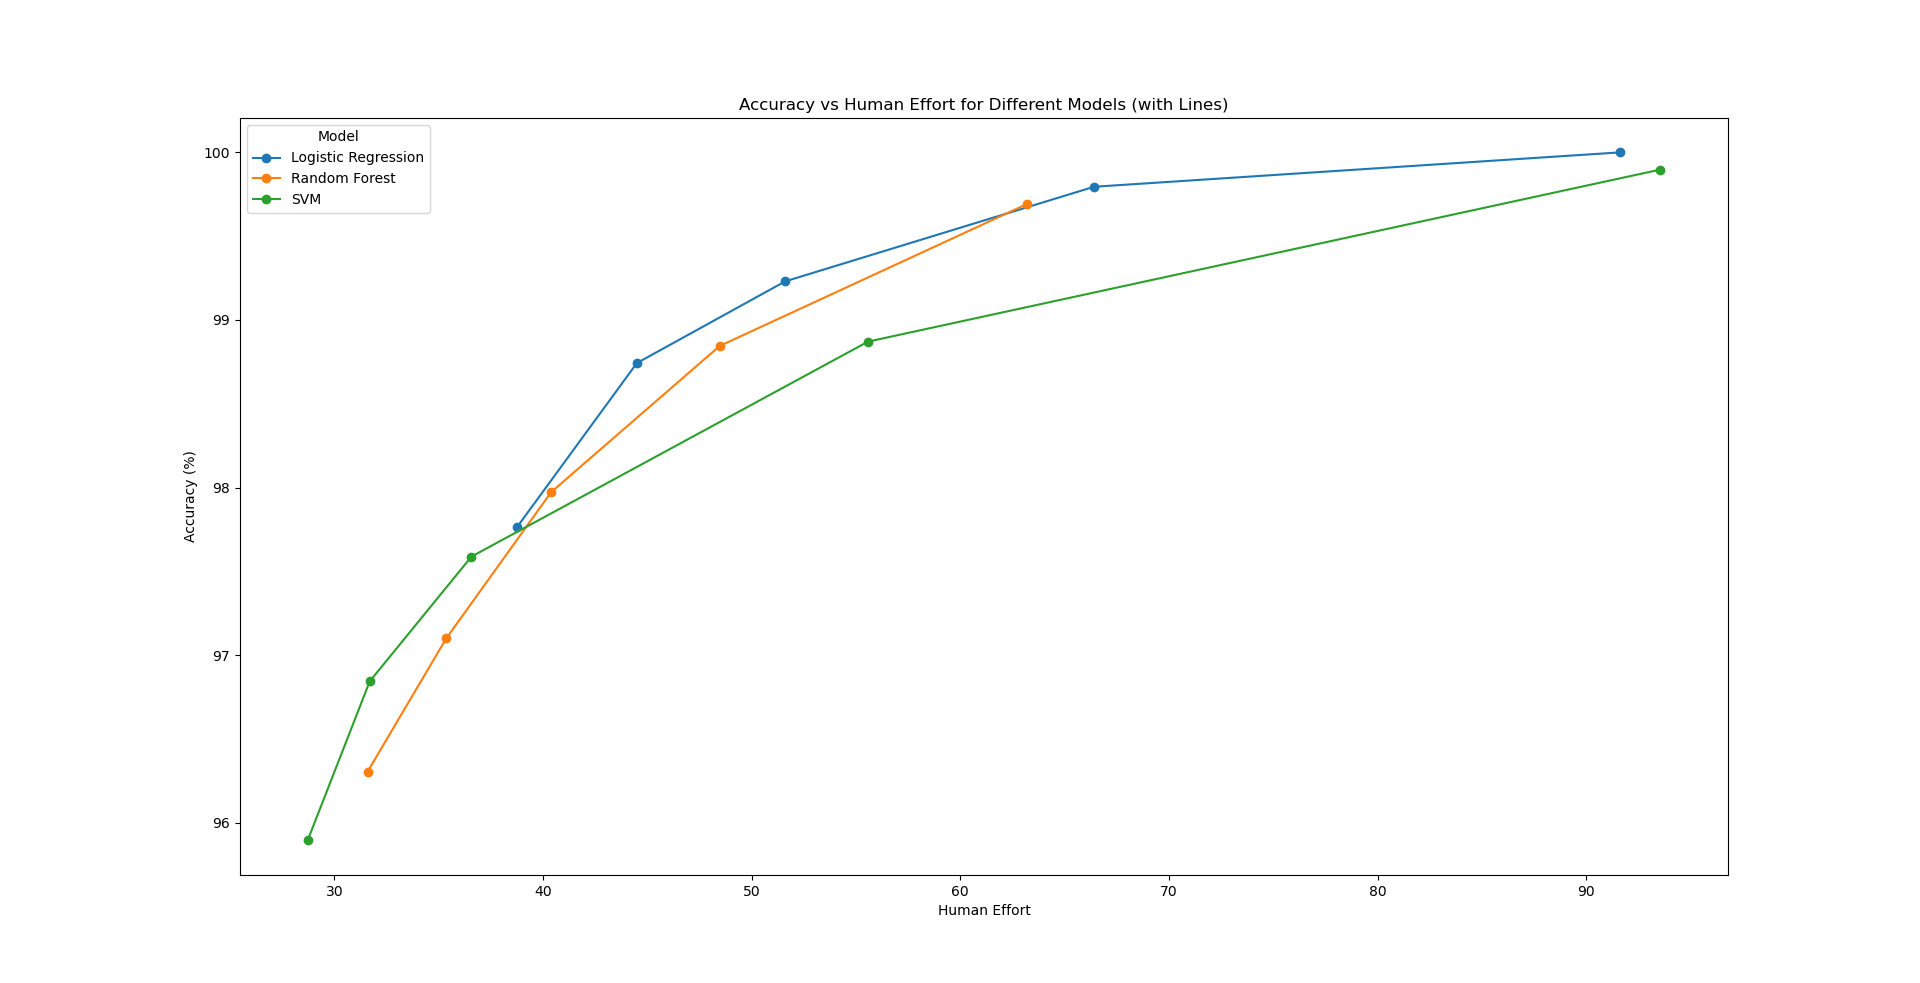 Accuracy vs Human Effort for Different Models (with Lines)
Model
Logistic Regression
Random Forest
SVM
Accuracy (%)
100
99
98
97
96
30 40 50 60 70 80 90
Human Effort